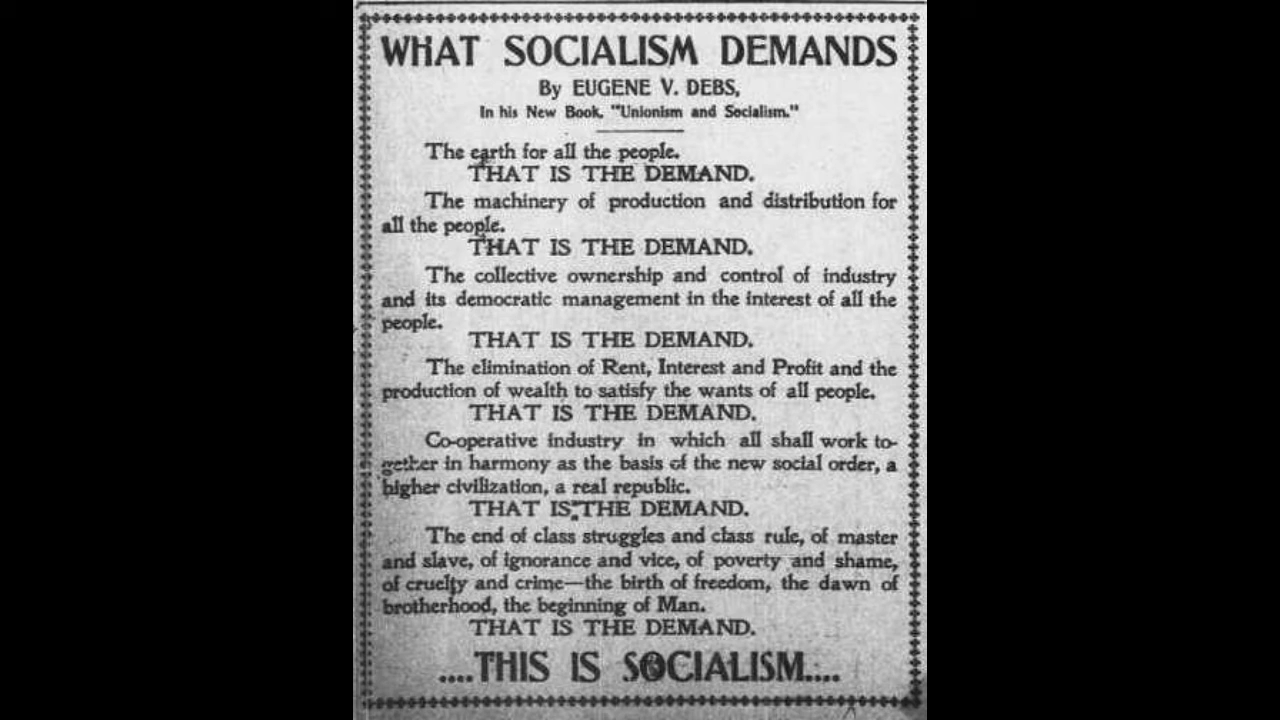 WHAT SOCIALISM DEMANDS
By EUGENE V. DEBS,
In his New Book, "Unionism and Socialism."
The earth for all the people.
THAT IS THE DEMAND.
The machinery of production and distribution for
all the people.
THAT IS THE DEMAND.
The collective ownership and control of industry
and its democratic management in the interest of all the
people.
THAT IS THE DEMAND.
The elimination of Rent, Interest and Profit and the
production of wealth to satisfy the wants of all people.
THAT IS THE DEMAND.
Co-operative industry in which all shall work to-
gether in harmony as the basis of the new social order, a
higher civilization, a real republic.
THAT IS THE DEMAND.
The end of class struggles and class rule, of master
and slave, of ignorance and vice, of poverty and shame,
of cruelty and crime—the birth of freedom, the dawn of
brotherhood, the beginning of Man.
THAT IS THE DEMAND.
....THIS IS SOCIALISM....